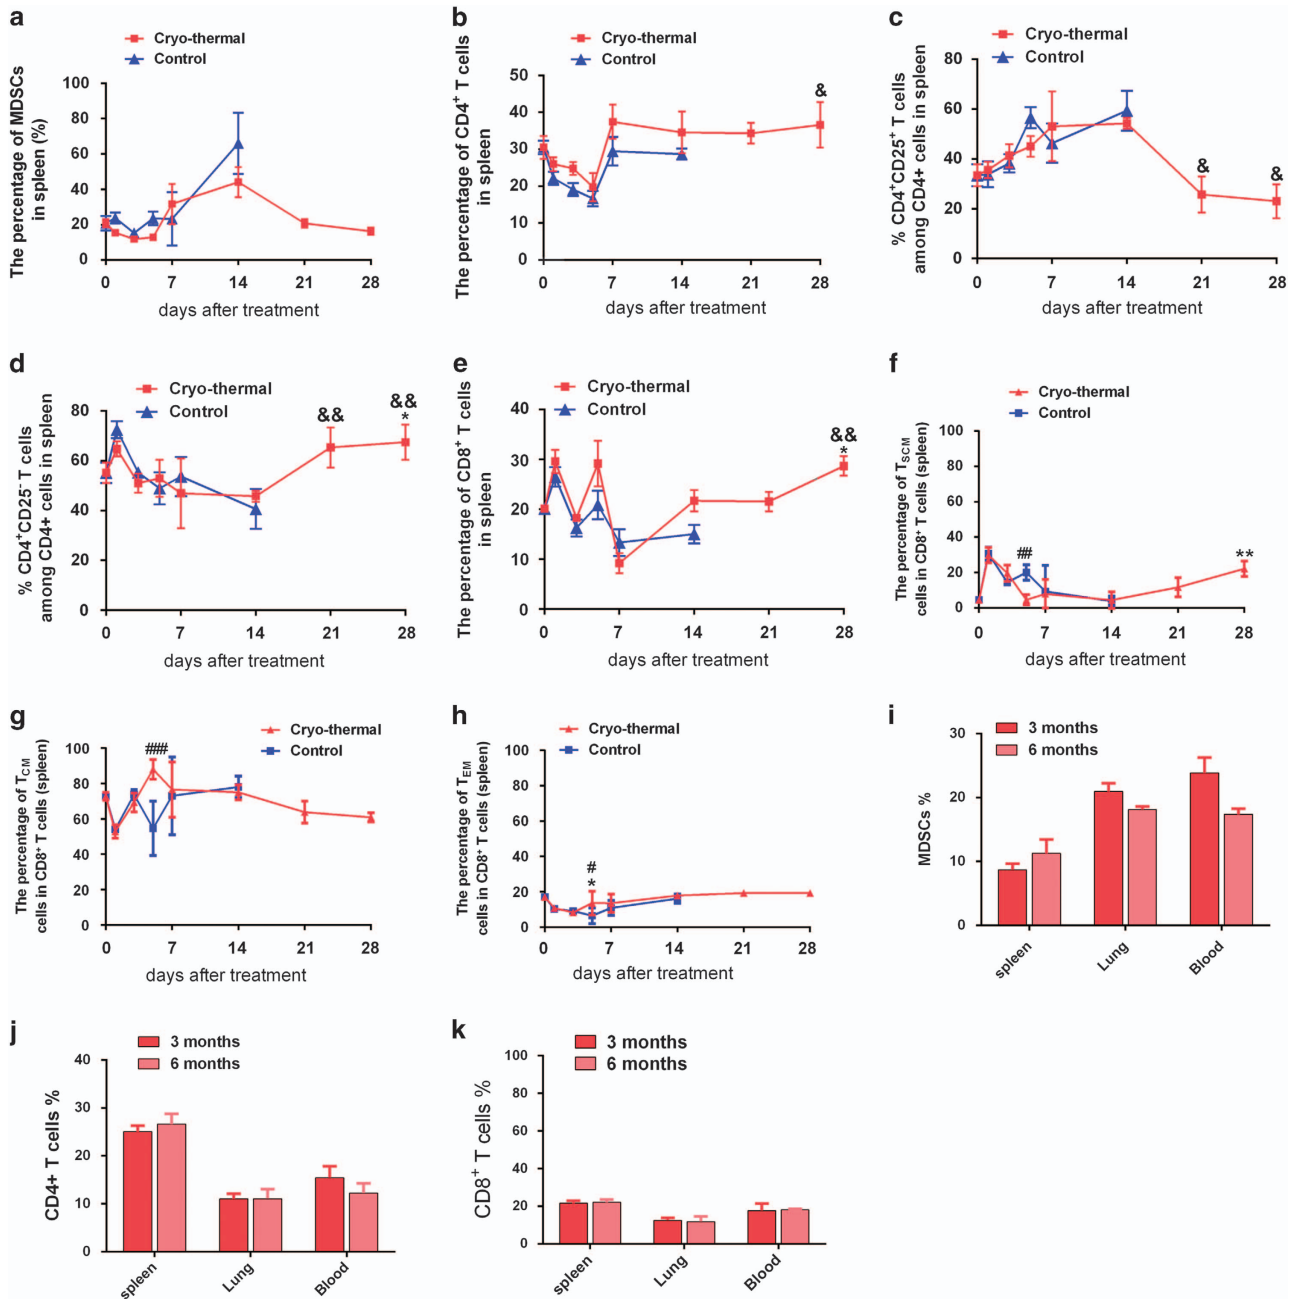 a
Cryo-thermal
Control
The percentage of MDSCs
in spleen (%)
100
80
60
40
20
0
0 7 14 21 28
days after treatment
b
Cryo-thermal
Control
The percentage of CD4⁺ T cells
in spleen
50
40
30
20
10
0
&
0 7 14 21 28
days after treatment
c
Cryo-thermal
Control
% CD4⁺CD25⁺ T cells
among CD4+ cells in spleen
80
60
40
20
0
& &
0 7 14 21 28
days after treatment
d
Cryo-thermal
Control
% CD4⁺CD25⁻ T cells
among CD4+ cells in spleen
80
60
40
20
0
&& &&
*
0 7 14 21 28
days after treatment
e
Cryo-thermal
Control
The percentage of CD8⁺ T cells
in spleen
40
30
20
10
0
&&
*
0 7 14 21 28
days after treatment
f
Cryo-thermal
Control
The percentage of TSCM
cells in CD8⁺ T cells (spleen)
100
80
60
40
20
0
## **
0 7 14 21 28
days after treatment
g
Cryo-thermal
Control
The percentage of TCM
cells in CD8⁺ T cells (spleen)
100
80
60
40
20
0
###
0 7 14 21 28
days after treatment
h
Cryo-thermal
Control
The percentage of TEM
cells in CD8⁺ T cells (spleen)
100
80
60
40
20
0
#
*
0 7 14 21 28
days after treatment
i
3 months
6 months
MDSCs %
30
20
10
0
spleen Lung Blood
j
3 months
6 months
CD4+ T cells %
40
30
20
10
0
spleen Lung Blood
k
3 months
6 months
CD8⁺ T cells %
100
80
60
40
20
0
spleen Lung Blood